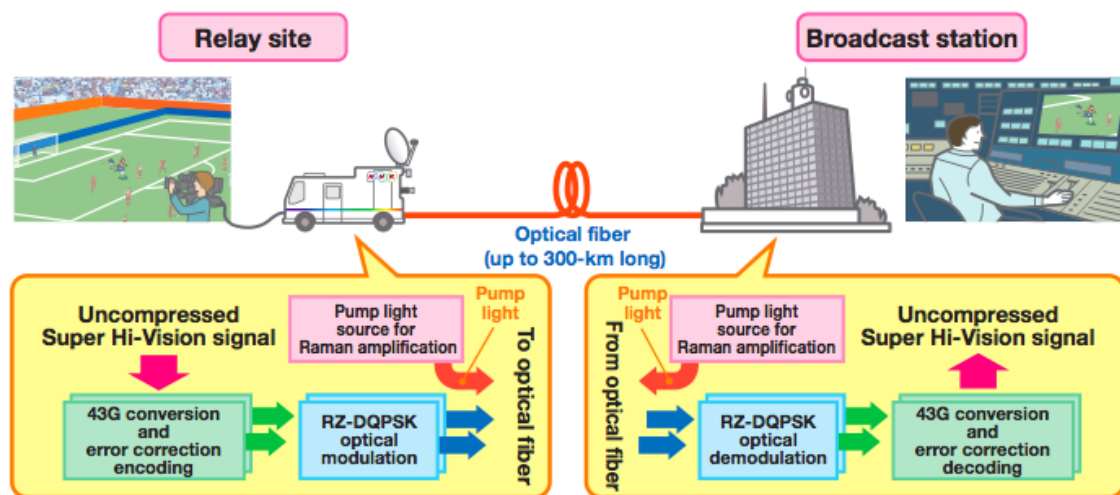 Relay site
Broadcast station
NHK
Optical fiber
(up to 300-km long)
Uncompressed
Super Hi-Vision signal
Pump light
source for
Raman amplification
Pump
light
To optical fiber
43G conversion
and
error correction
encoding
RZ-DQPSK
optical
modulation
Pump
light
From optical fiber
Pump light
source for
Raman amplification
Uncompressed
Super Hi-Vision signal
RZ-DQPSK
optical
demodulation
43G conversion
and
error correction
decoding